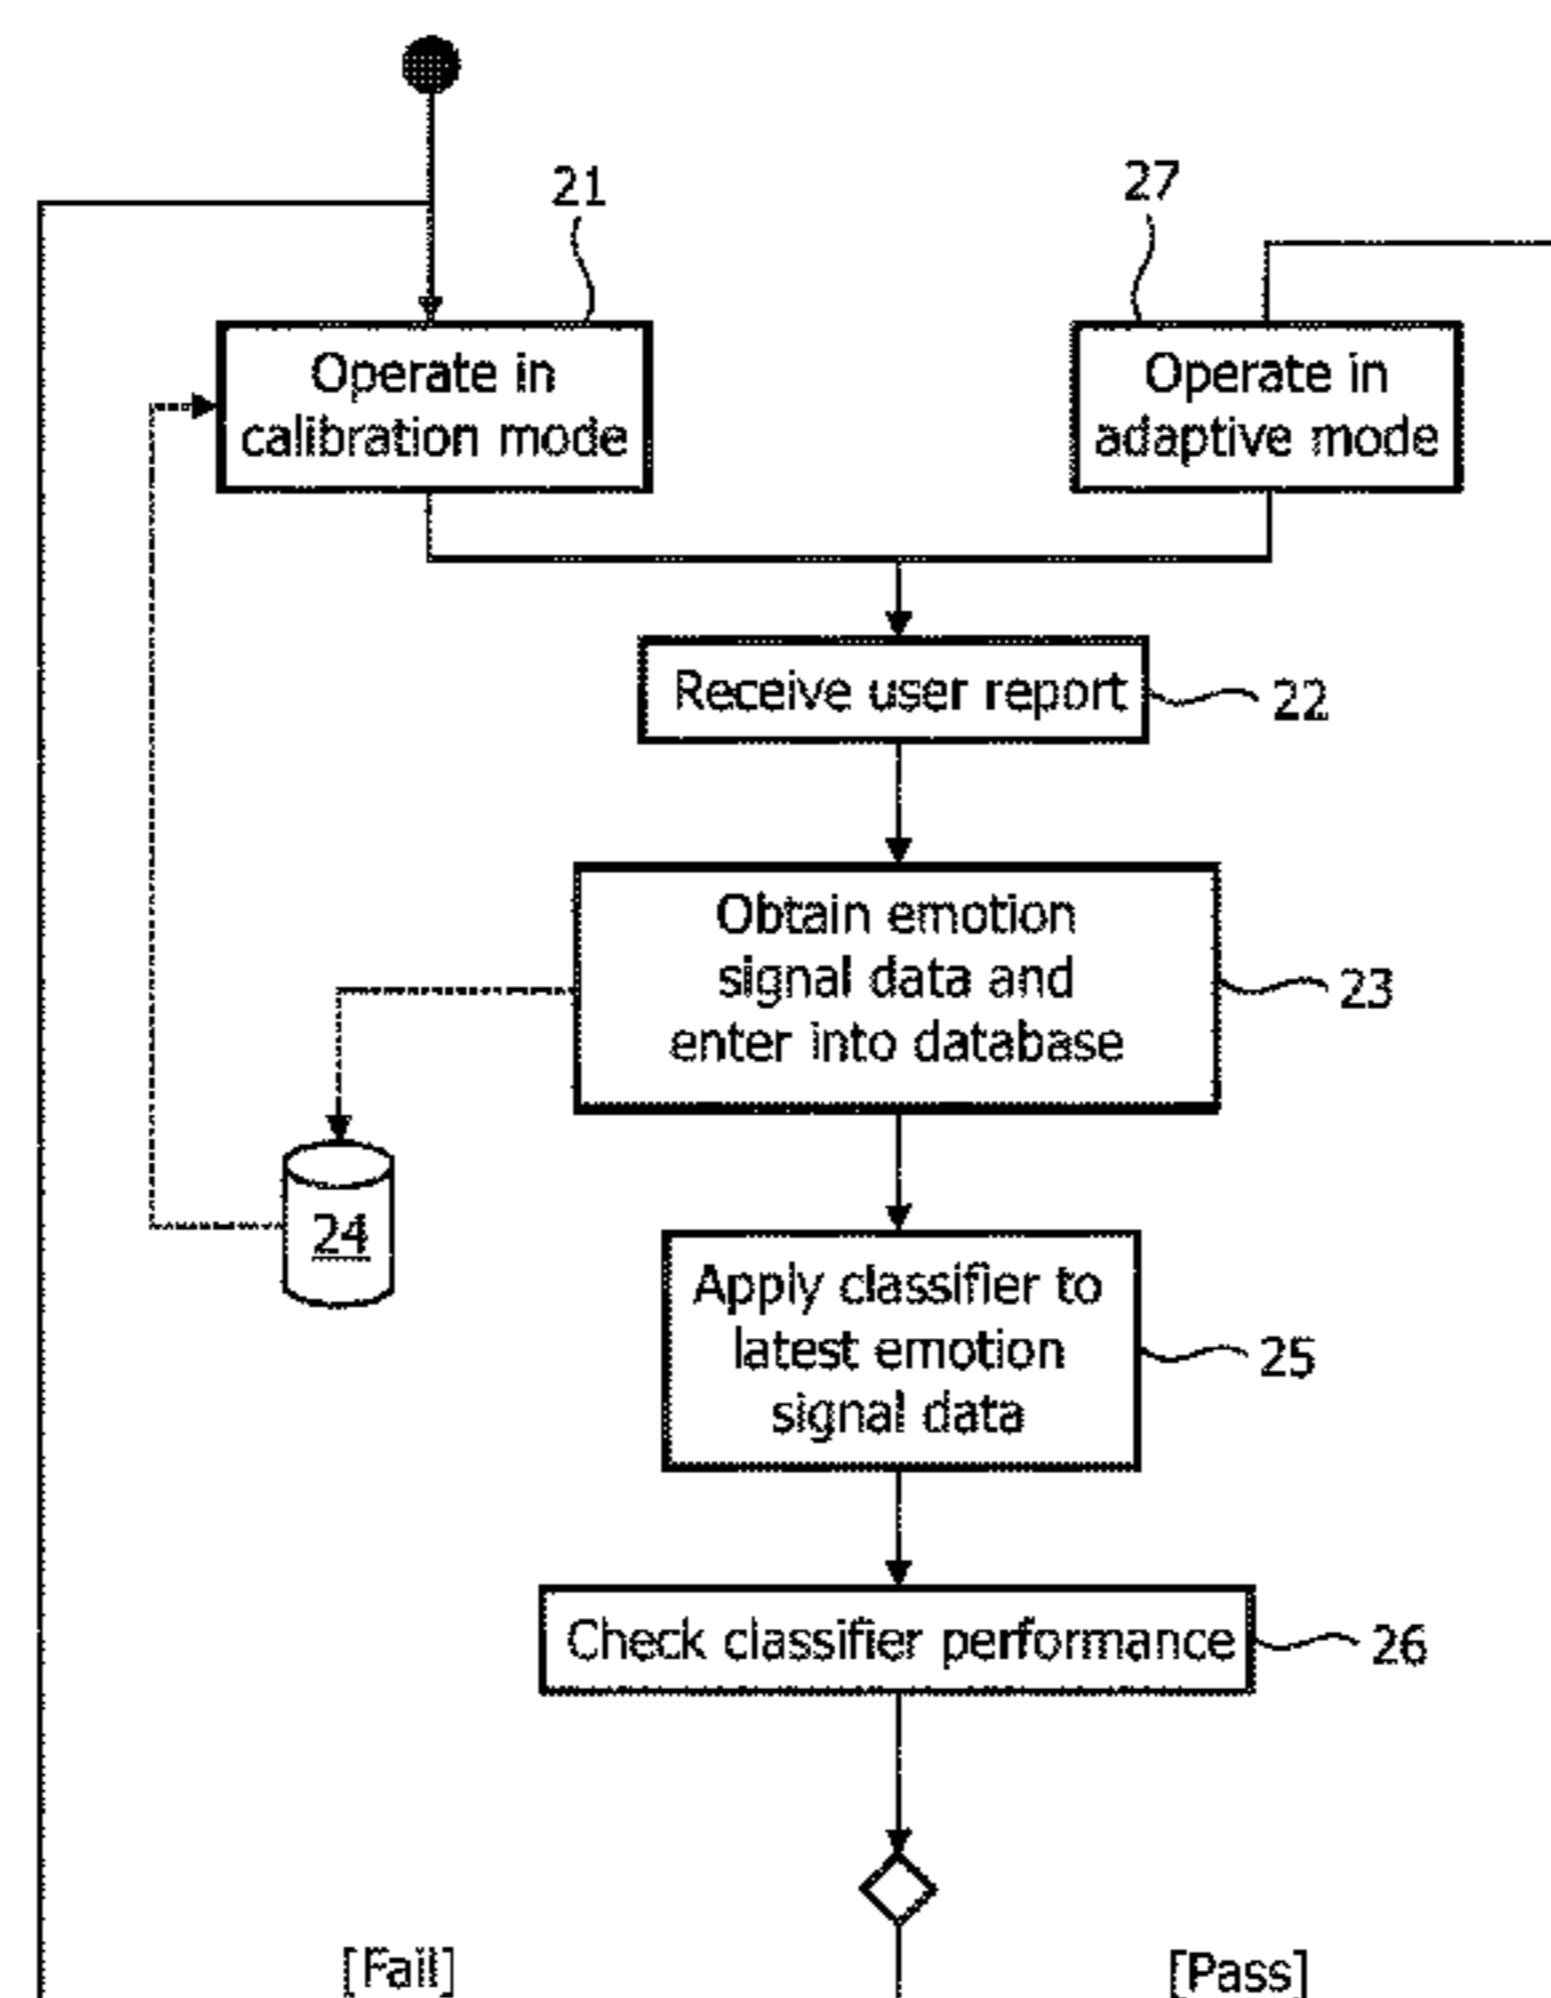 21
27
Operate in
calibration mode
Operate in
adaptive mode
Receive user report
22
Obtain emotion
signal data and
enter into database
23
24
Apply classifier to
latest emotion
signal data
25
Check classifier performance
26
[Fail]
[Pass]